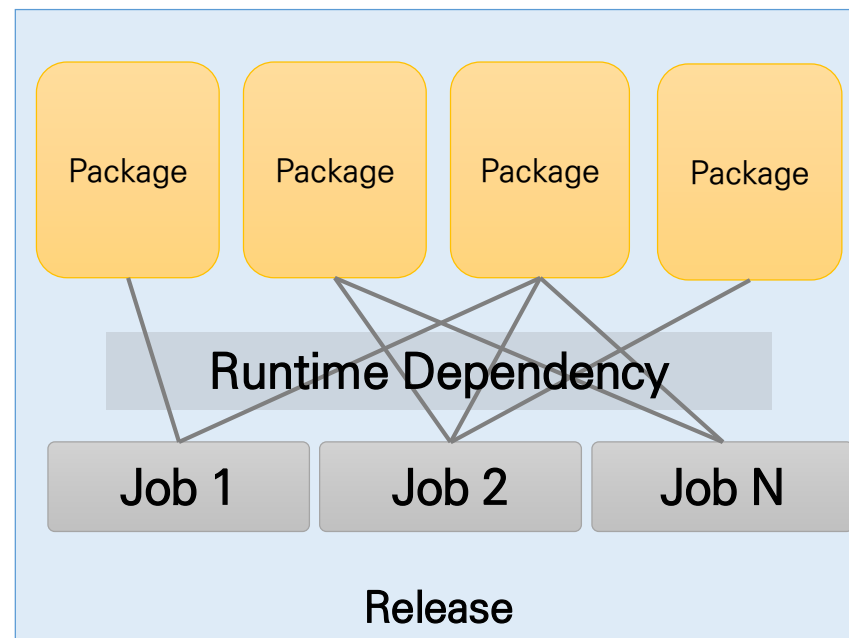 Package
Package
Package
Package
Runtime Dependency
Job 1
Job 2
Job N
Release